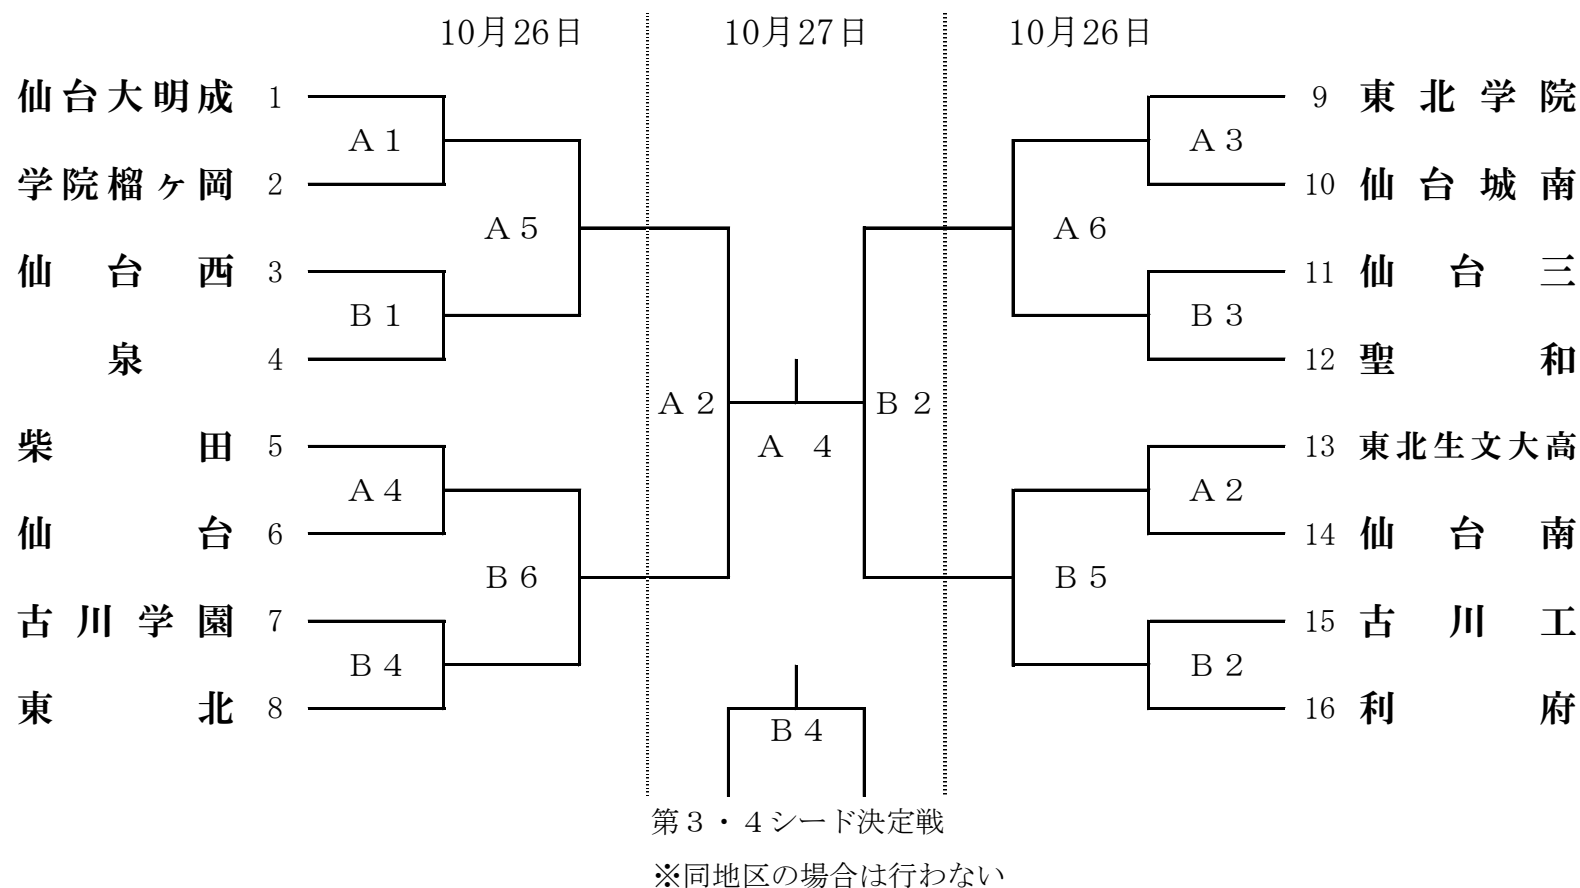 10月26日 10月27日 10月26日
仙台大明成 1 9 東北学院
A1 A3
学院榴ヶ岡 2 10 仙台城南
A5 A6
仙台西 3 11 仙台三
B1 B3
泉 4 12 聖和
A2 B2
柴田 5 A 4 13 東北生文大高
A4 A2
仙台 6 14 仙台南
B6 B5
古川学園 7 15 古川工
B4 B2
東北 8 16 利府
B4
第3・4シード決定戦
※同地区の場合は行わない